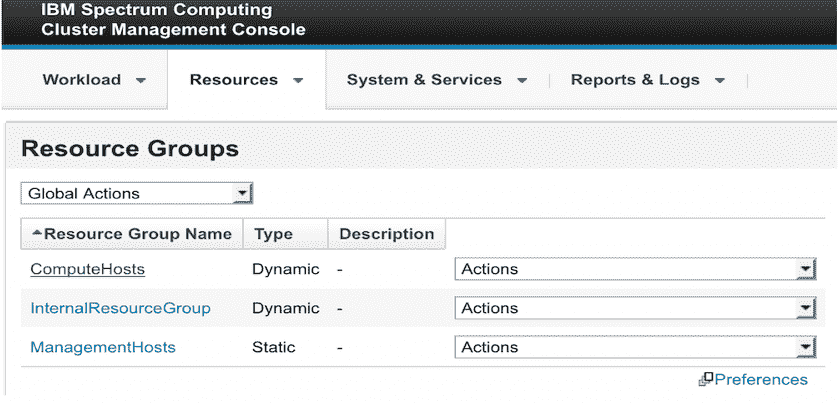 IBM Spectrum Computing
Cluster Management Console
Workload Resources System & Services Reports & Logs
Resource Groups
Global Actions
Resource Group Name Type Description
ComputeHosts Dynamic - Actions
InternalResourceGroup Dynamic - Actions
ManagementHosts Static - Actions
Preferences